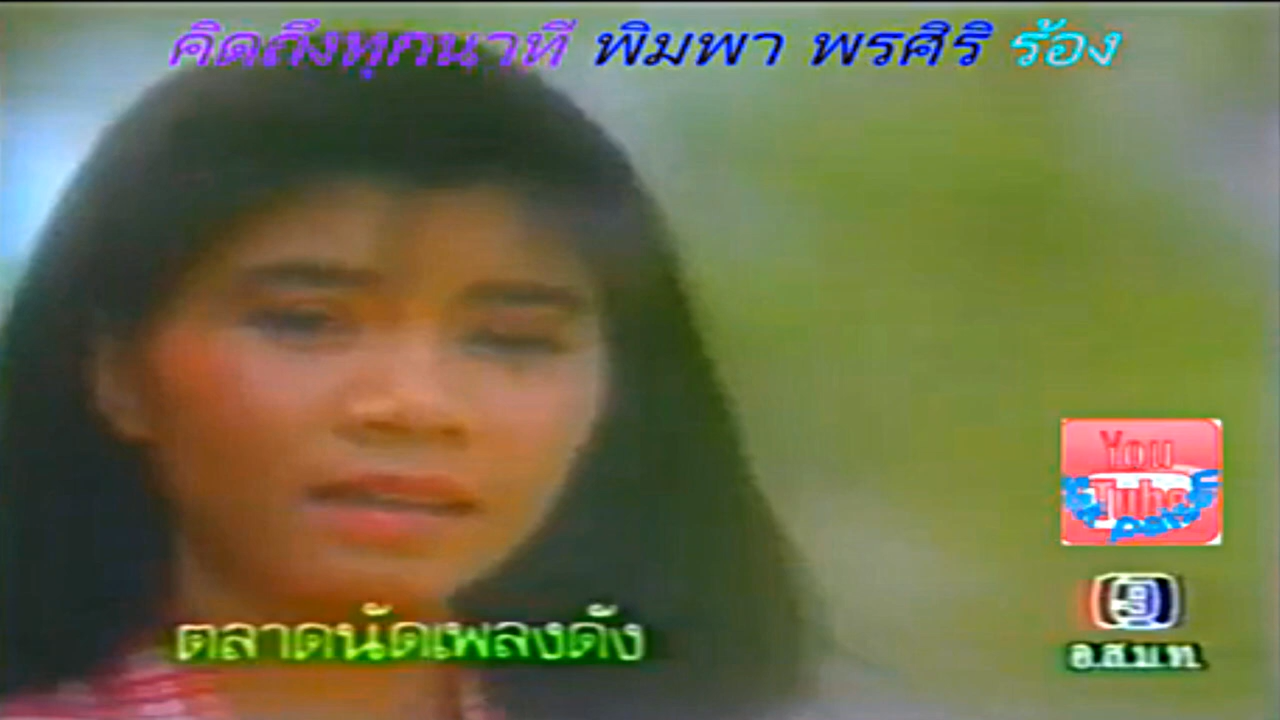 คิดถึงทุกนาที พิมพา พรศิริ ร้อง
You
Tube
ตลาดนัดเพลงดัง
อ.ส.ม.ท.